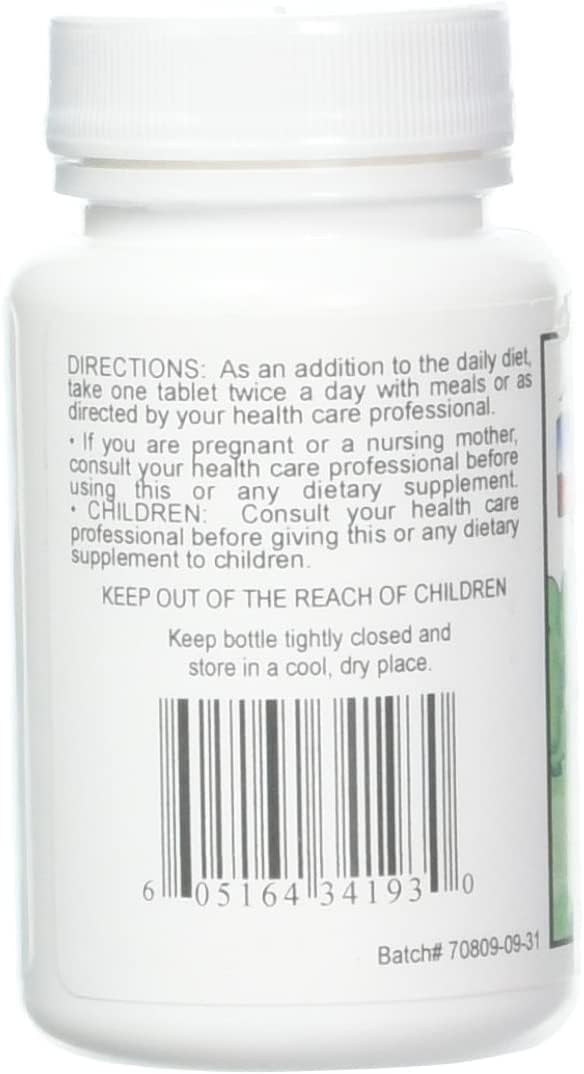 DIRECTIONS: As an addition to the daily diet,
take one tablet twice a day with meals or as
directed by your health care professional.
• If you are pregnant or a nursing mother,
consult your health care professional before
using this or any dietary supplement.
• CHILDREN: Consult your health care
professional before giving this or any dietary
supplement to children.
KEEP OUT OF THE REACH OF CHILDREN
Keep bottle tightly closed and
store in a cool, dry place.
6 05164 34193 0
Batch# 70809-09-31